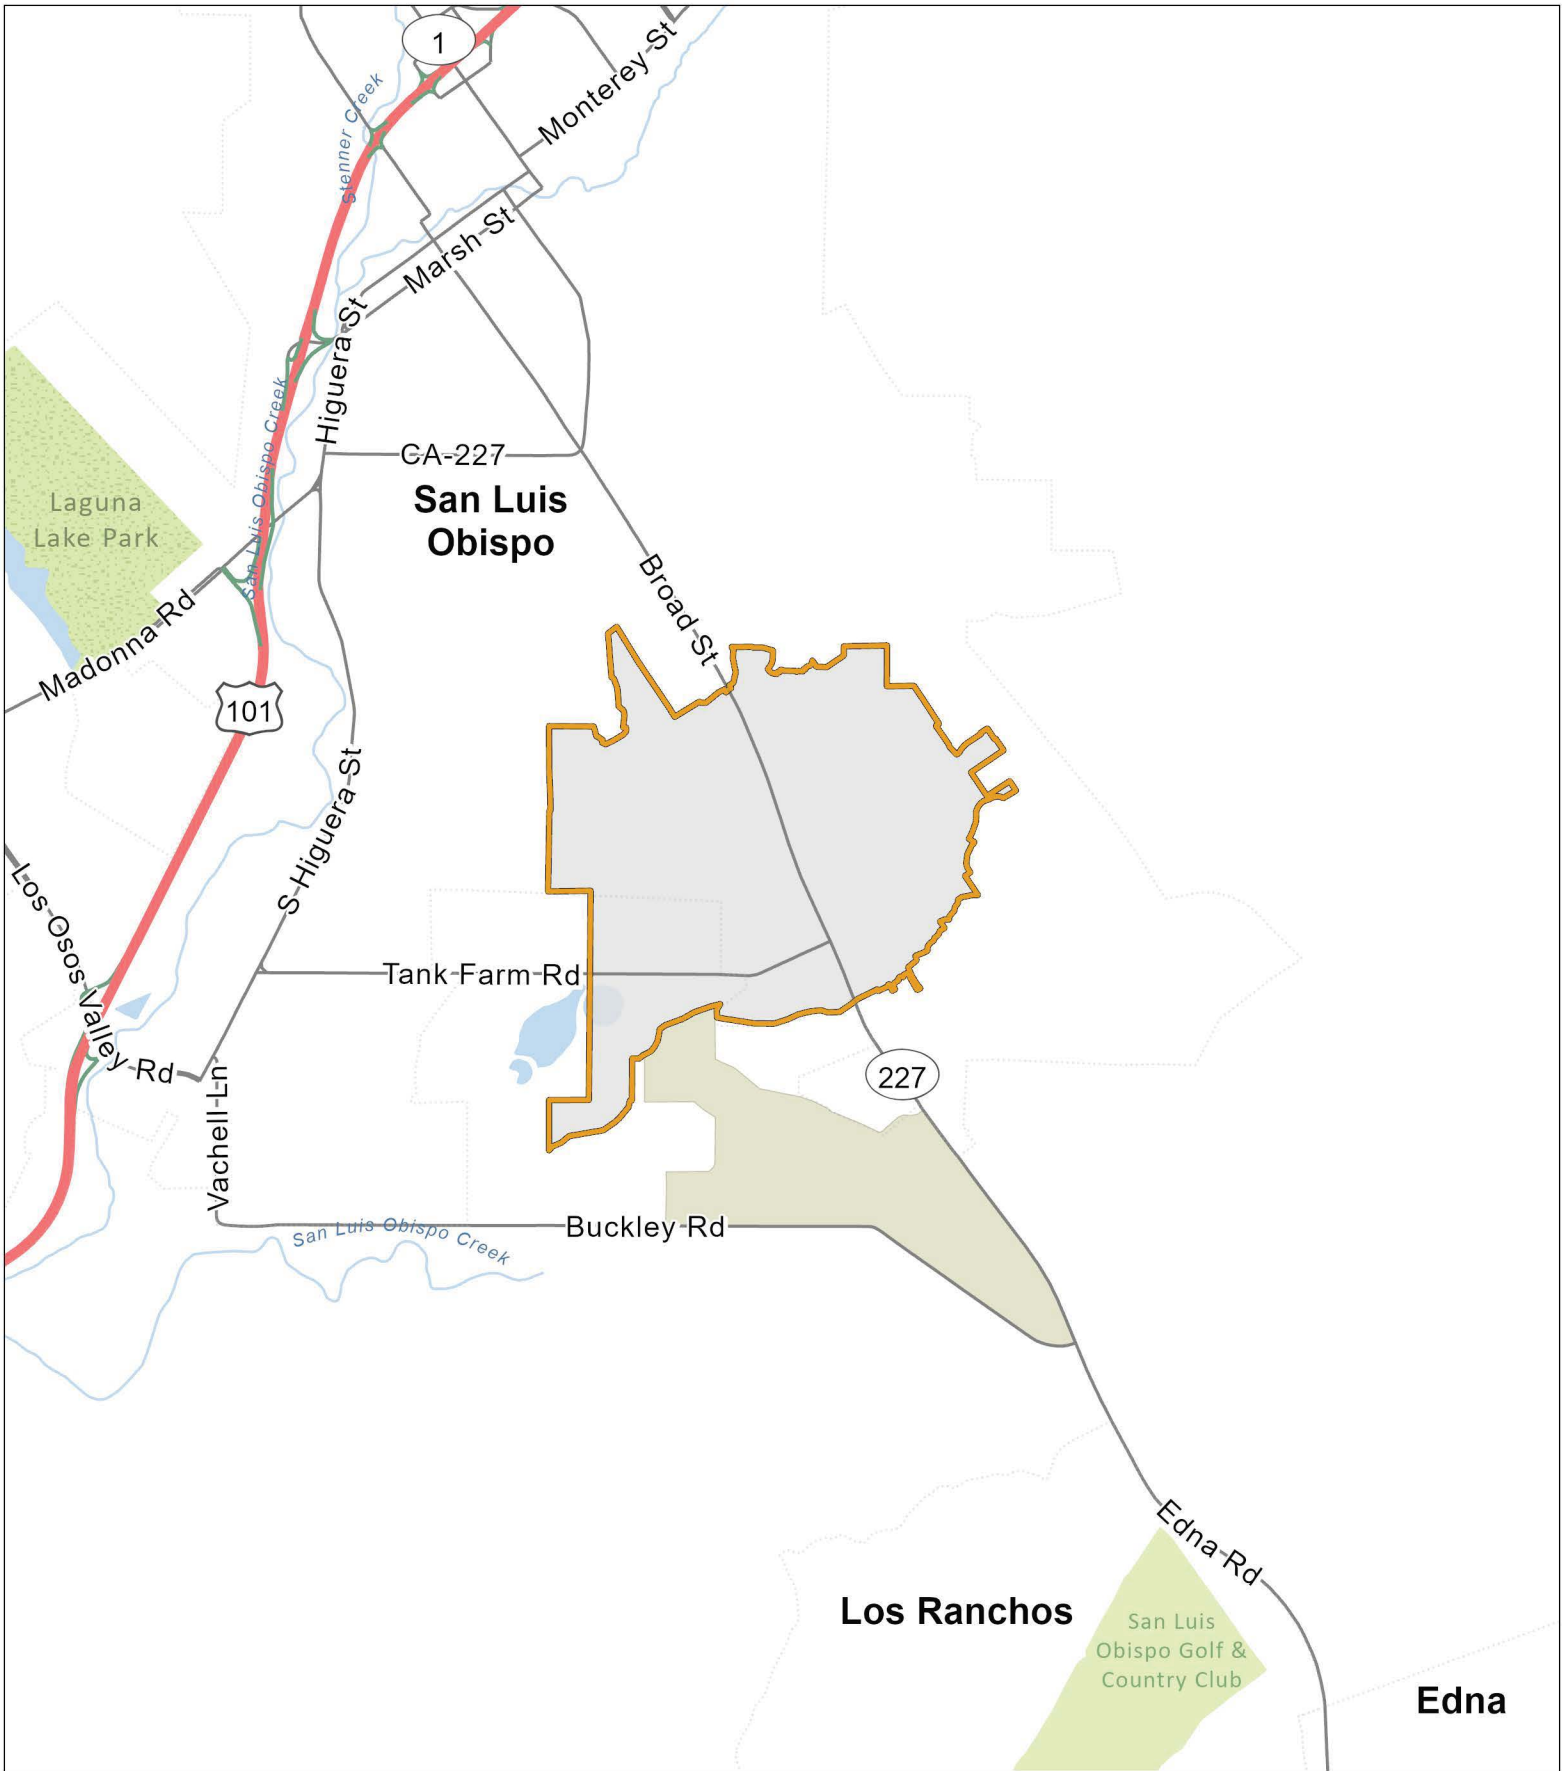 1
Monterey St
Stenner Creek
Marsh St
Higuera St
CA-227
San Luis
Obispo
San Luis Obispo Creek
Laguna
Lake Park
Broad St
Madonna Rd
101
S Higuera St
Los Osos Valley Rd
Tank Farm Rd
227
Vachell Ln
Buckley Rd
San Luis Obispo Creek
Edna Rd
Los Ranchos
San Luis
Obispo Golf &
Country Club
Edna